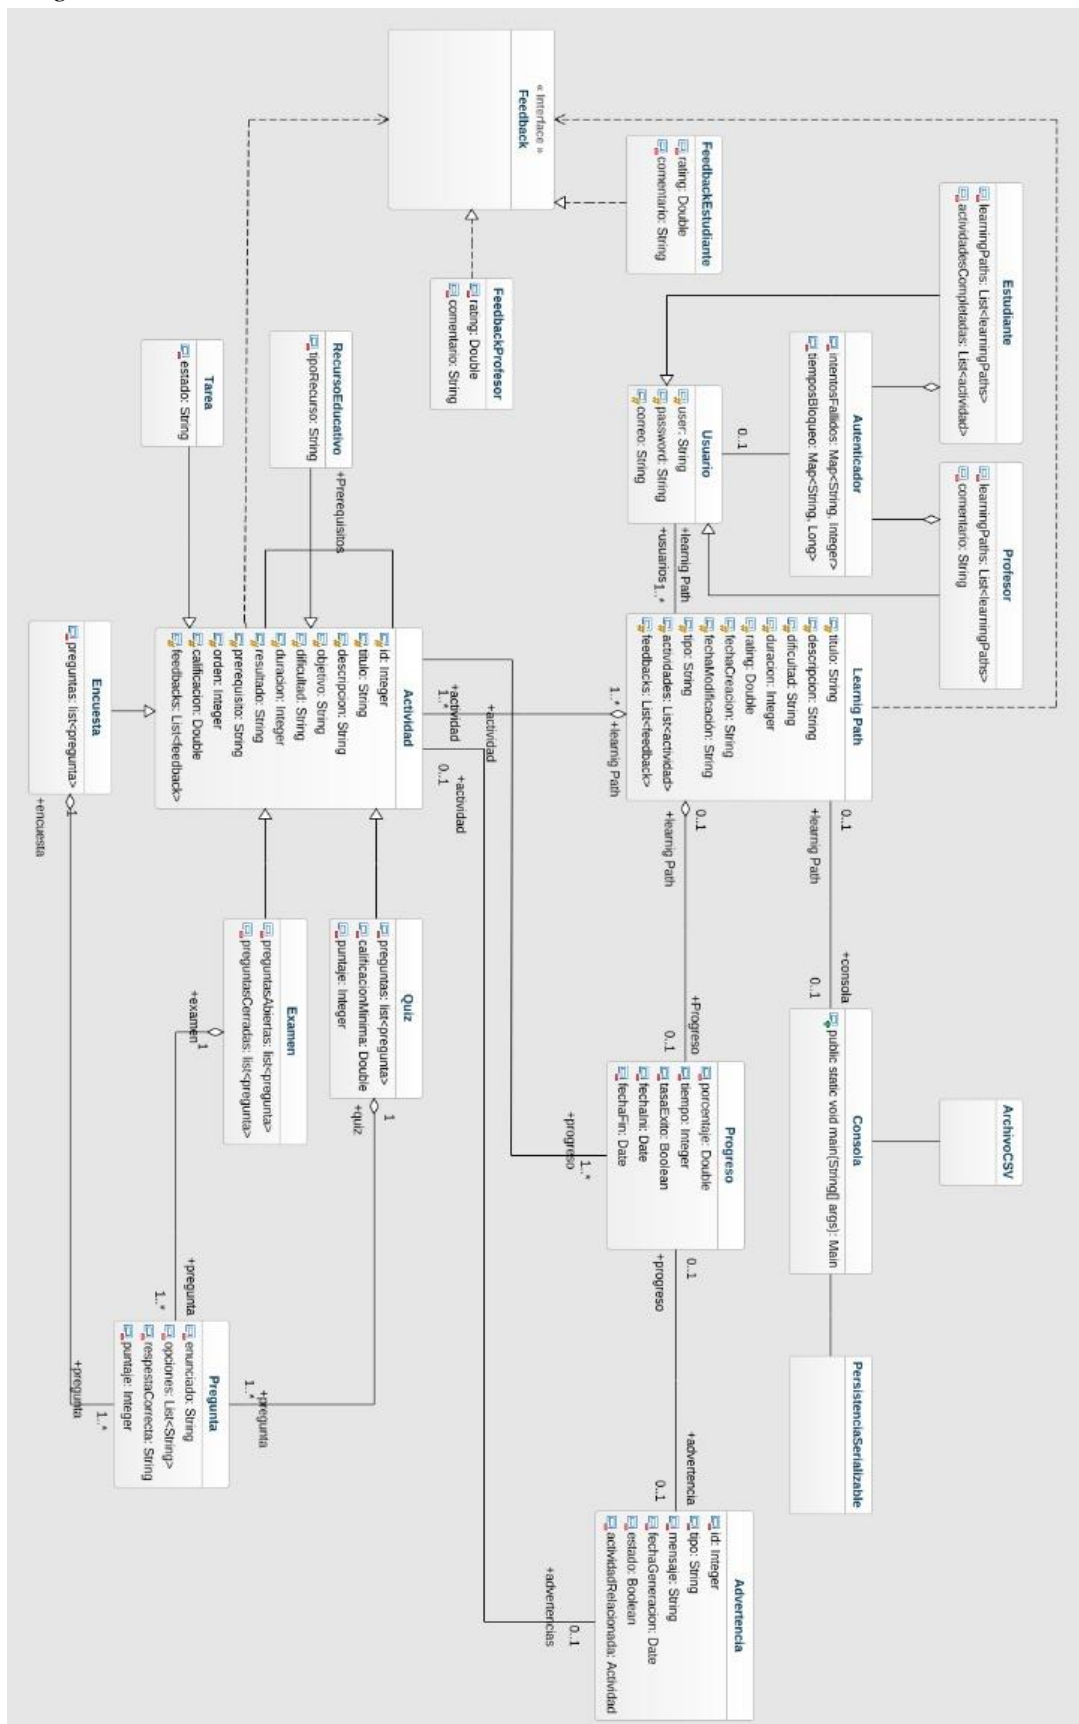 Estudiante
learningPaths: List<learningPaths>
actividadesCompletadas: List<actividad>
Profesor
learningPaths: List<learningPaths>
comentario: String
ArchivoCSV
Autenticador
intentosFallidos: Map<String, Integer>
tiemposBloqueo: Map<String, Long>
Learnig Path
titulo: String
descripcion: String
dificultad: String
duracion: Integer
rating: Double
fechaCreacion: String
fechaModificación: String
tipo: String
actividades: List<actividad>
feedbacks: List<feedback>
0..1
+learnig Path
+consola
0..1
Consola
public static void main(String[] args): Main
PersistenciaSerializable
FeedbackEstudiante
rating: Double
comentario: String
0..1
Usuario
user: String
password: String
correo: String
+learnig Path
+usuarios
1..*
0..1
+learnig Path
+Progreso
0..1
Progreso
porcentaje: Double
tiempo: Integer
tasaExito: Boolean
fechaIni: Date
fechaFin: Date
0..1
+progreso
+advertencia
0..1
Advertencia
id: Integer
tipo: String
mensaje: String
fechaGeneracion: Date
estado: Boolean
actividadRelacionada: Actividad
« Interface »
Feedback
FeedbackProfesor
rating: Double
comentario: String
1..*
+learnig Path
+progreso
1..*
0..1
+advertencias
+actividad
1..*
+actividad
0..1
+actividad
RecursoEducativo
tipoRecurso: String
+Prerequisitos
Actividad
id: Integer
titulo: String
descripcion: String
objetivo: String
dificultad: String
duracion: Integer
resultado: String
prerequisito: String
orden: Integer
calificacion: Double
feedbacks: List<feedback>
Quiz
preguntas: list<pregunta>
calificacionMinima: Double
puntaje: Integer
1
+quiz
Examen
preguntasAbiertas: list<pregunta>
preguntasCerradas: list<pregunta>
1
+examen
+pregunta
1..*
+pregunta
1..*
Tarea
estado: String
Pregunta
enunciado: String
opciones: List<String>
respestaCorrecta: String
puntaje: Integer
Encuesta
preguntas: list<pregunta>
1
+encuesta
+pregunta
1..*